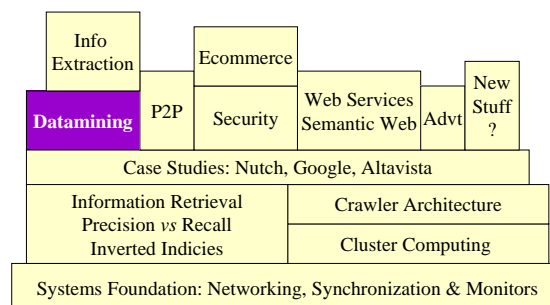 Info
Extraction
Ecommerce
Datamining
P2P
Security
Web Services
Semantic Web
Advt
New
Stuff
?
Case Studies: Nutch, Google, Altavista
Information Retrieval
Precision vs Recall
Inverted Indicies
Crawler Architecture
Cluster Computing
Systems Foundation: Networking, Synchronization & Monitors